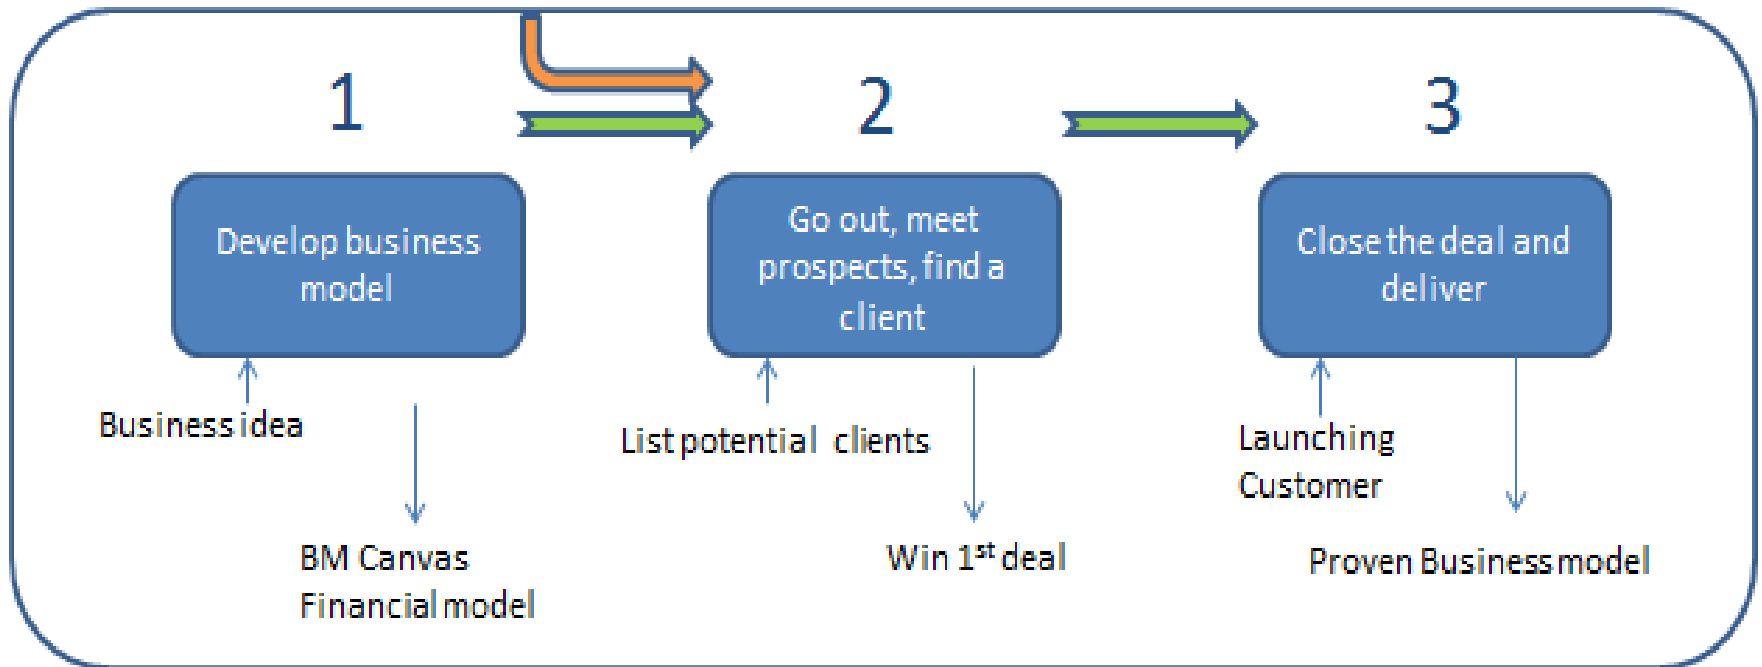 1
2
3
Develop business
model
Go out, meet
prospects, find a
client
Close the deal and
deliver
Business idea
List potential clients
Launching
Customer
BM Canvas
Financial model
Win 1st deal
Proven Business model